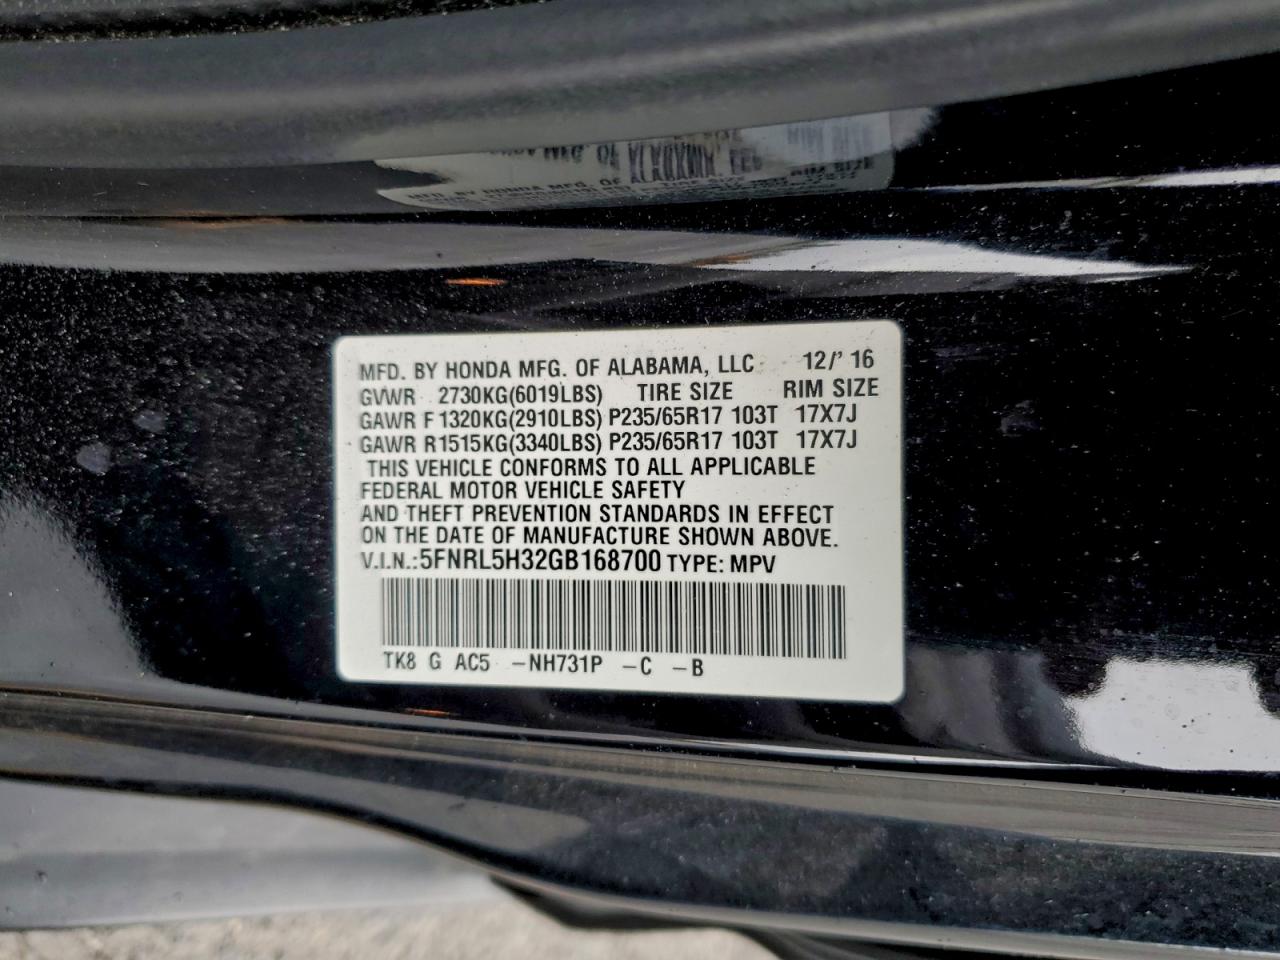 MFD. BY HONDA MFG. OF ALABAMA, LLC 12/' 16
GVWR 2730KG(6019LBS) TIRE SIZE RIM SIZE
GAWR F 1320KG(2910LBS) P235/65R17 103T 17X7J
GAWR R1515KG(3340LBS) P235/65R17 103T 17X7J
THIS VEHICLE CONFORMS TO ALL APPLICABLE
FEDERAL MOTOR VEHICLE SAFETY
AND THEFT PREVENTION STANDARDS IN EFFECT
ON THE DATE OF MANUFACTURE SHOWN ABOVE.
V.I.N.:5FNRL5H32GB168700 TYPE: MPV
TK8 G AC5 -NH731P -C -B